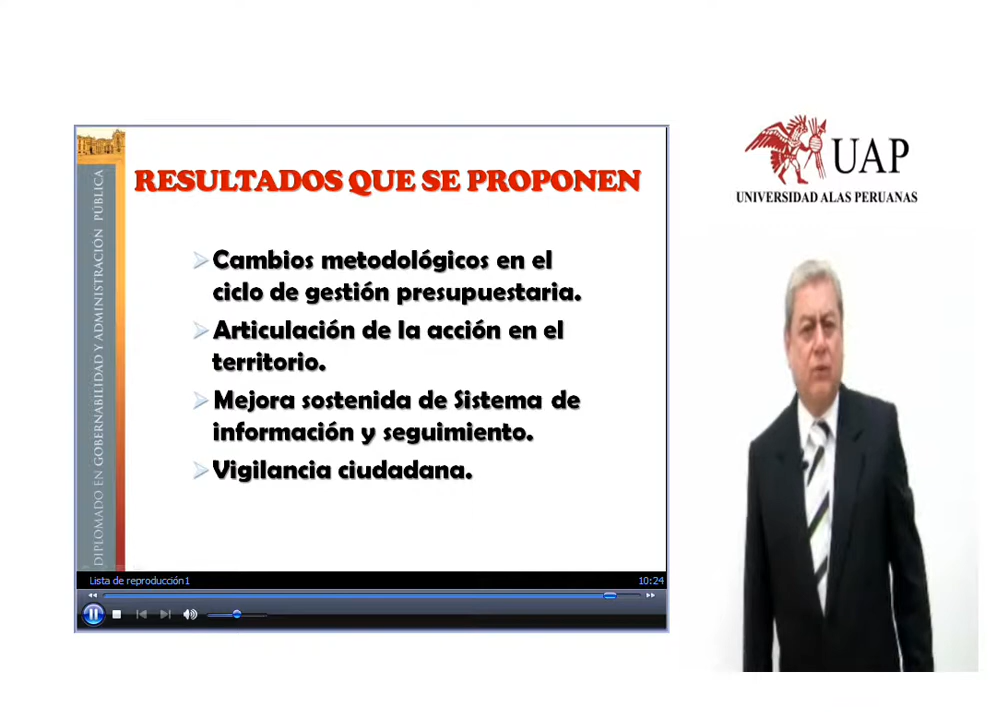 DIPLOMADO EN GOBERNABILIDAD Y ADMINISTRACIÓN PÚBLICA
RESULTADOS QUE SE PROPONEN
Cambios metodológicos en el
ciclo de gestión presupuestaria.
Articulación de la acción en el
territorio.
Mejora sostenida de Sistema de
información y seguimiento.
Vigilancia ciudadana.
Lista de reproducción1
10:24
UAP
UNIVERSIDAD ALAS PERUANAS